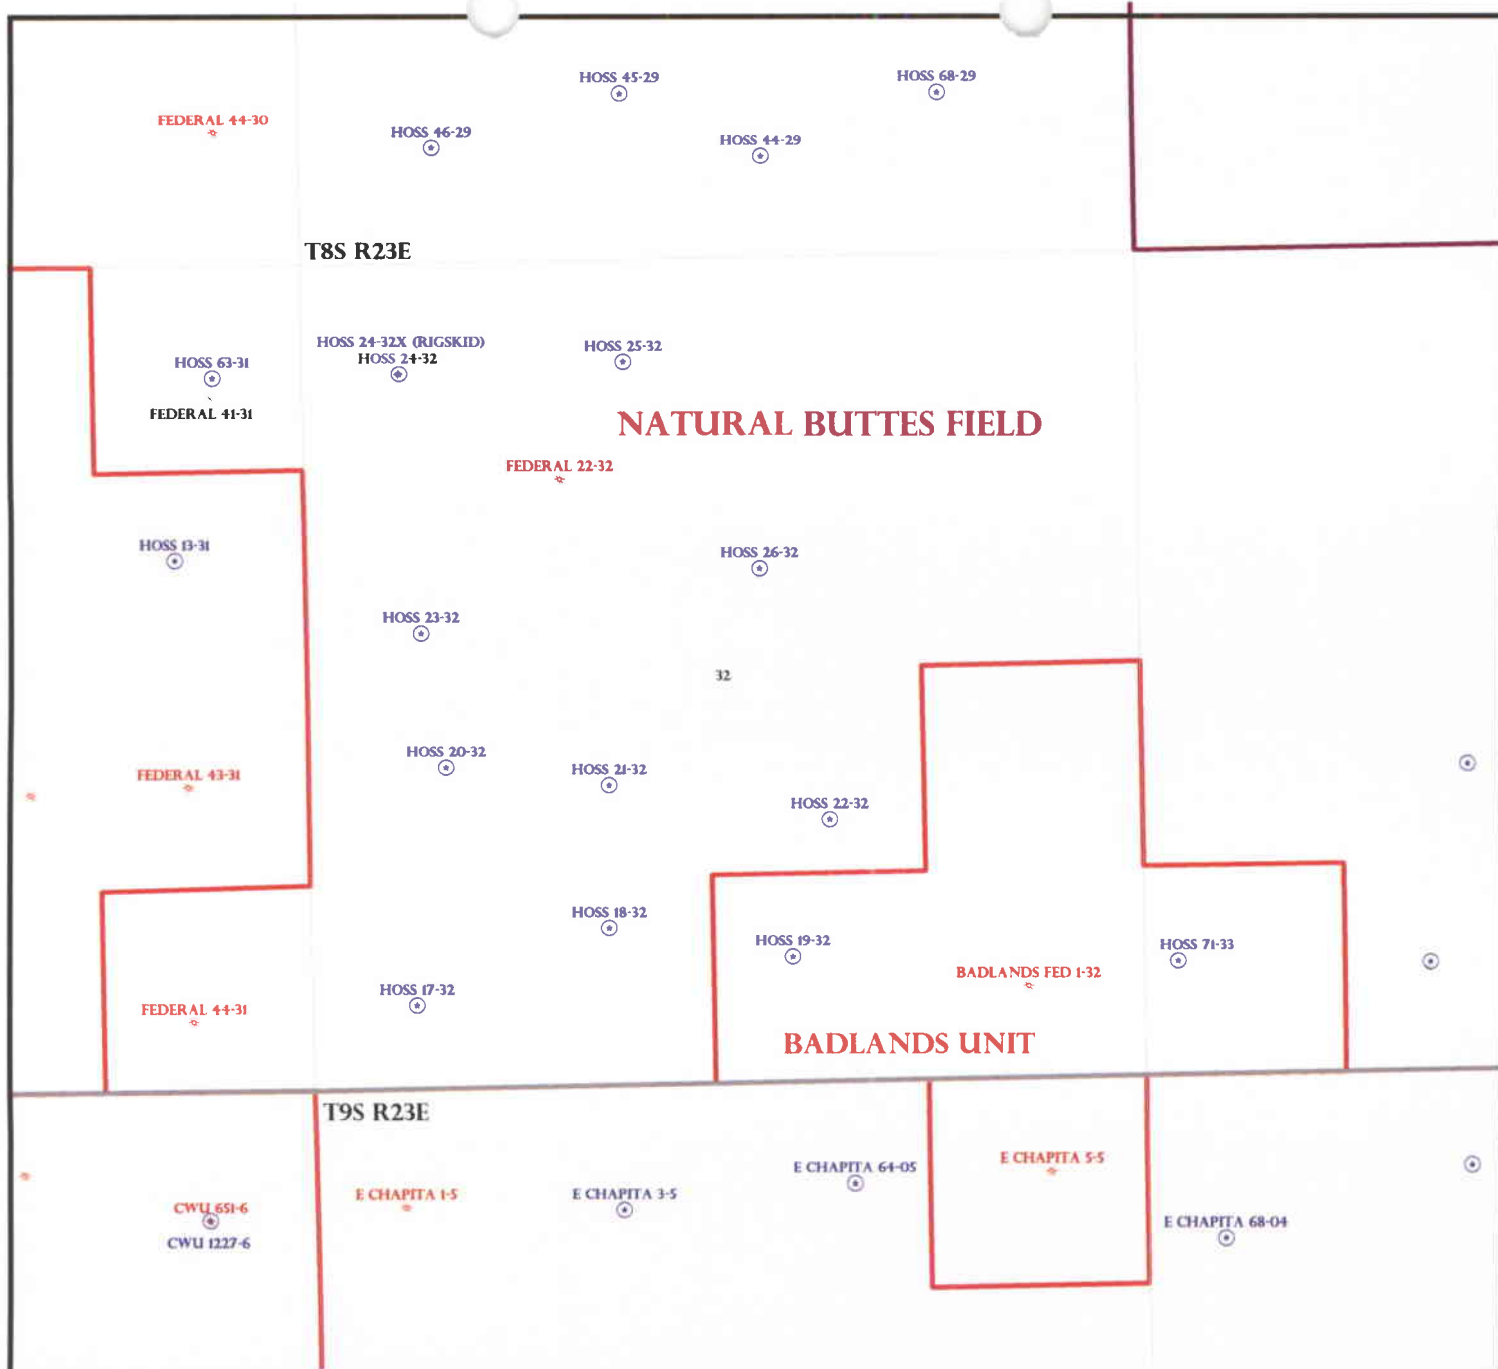 HOSS 45-29
HOSS 68-29
FEDERAL 44-30
HOSS 46-29
HOSS 44-29
T8S R23E
HOSS 24-32X (RIGSKID)
HOSS 24-32
HOSS 25-32
HOSS 63-31
FEDERAL 41-31
NATURAL BUTTES FIELD
FEDERAL 22-32
HOSS 13-31
HOSS 26-32
HOSS 23-32
32
HOSS 20-32
HOSS 21-32
FEDERAL 43-31
HOSS 22-32
HOSS 18-32
HOSS 19-32
HOSS 71-33
BADLANDS FED 1-32
HOSS 17-32
FEDERAL 44-31
BADLANDS UNIT
T9S R23E
E CHAPITA 64-05
E CHAPITA 5-5
E CHAPITA 1-5
E CHAPITA 3-5
CWU 651-6
E CHAPITA 68-04
CWU 1227-6